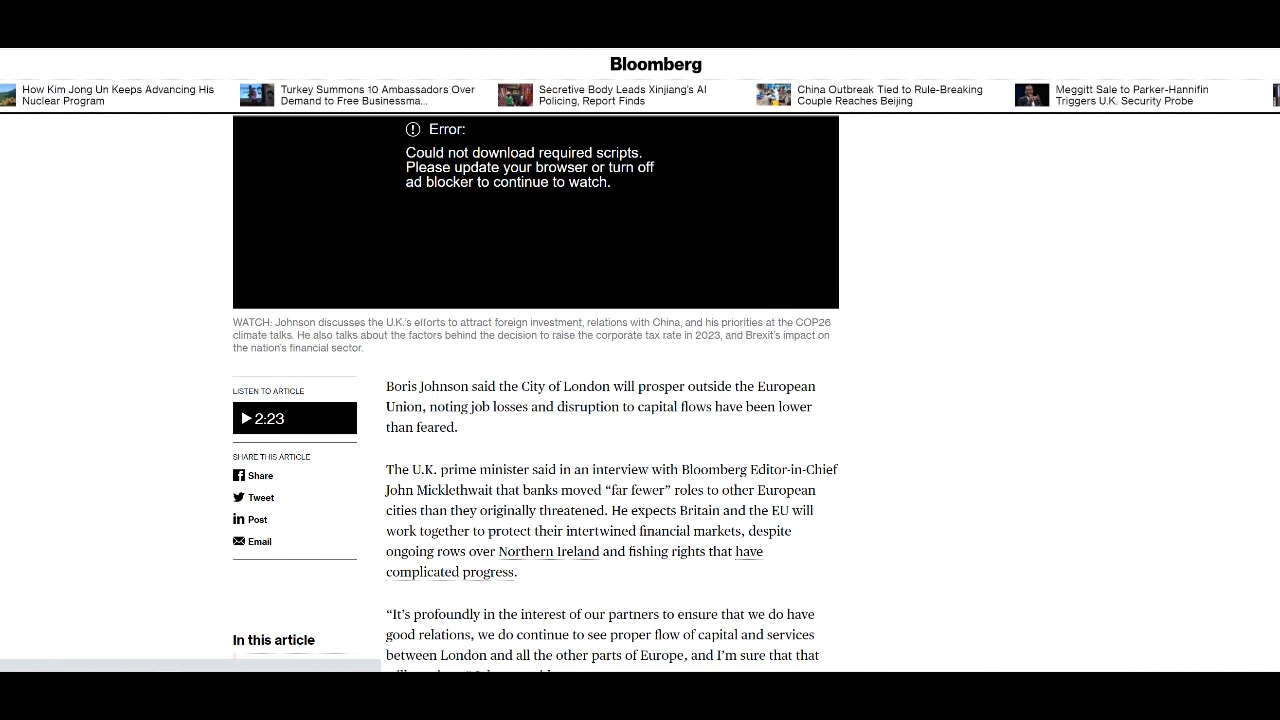 Bloomberg
How Kim Jong Un Keeps Advancing His
Nuclear Program
Turkey Summons 10 Ambassadors Over
Demand to Free Businessma...
Secretive Body Leads Xinjiang's AI
Policing, Report Finds
China Outbreak Tied to Rule-Breaking
Couple Reaches Beijing
Meggitt Sale to Parker-Hannifin
Triggers U.K. Security Probe
Error:
Could not download required scripts.
Please update your browser or turn off
ad blocker to continue to watch.
WATCH: Johnson discusses the U.K.'s efforts to attract foreign investment, relations with China, and his priorities at the COP26
climate talks. He also talks about the factors behind the decision to raise the corporate tax rate in 2023, and Brexit's impact on
the nation's financial sector.
LISTEN TO ARTICLE
2:23
SHARE THIS ARTICLE
Share
Tweet
Post
Email
In this article
Boris Johnson said the City of London will prosper outside the European
Union, noting job losses and disruption to capital flows have been lower
than feared.
The U.K. prime minister said in an interview with Bloomberg Editor-in-Chief
John Micklethwait that banks moved “far fewer” roles to other European
cities than they originally threatened. He expects Britain and the EU will
work together to protect their intertwined financial markets, despite
ongoing rows over Northern Ireland and fishing rights that have
complicated progress.
“It's profoundly in the interest of our partners to ensure that we do have
good relations, we do continue to see proper flow of capital and services
between London and all the other parts of Europe, and I'm sure that that